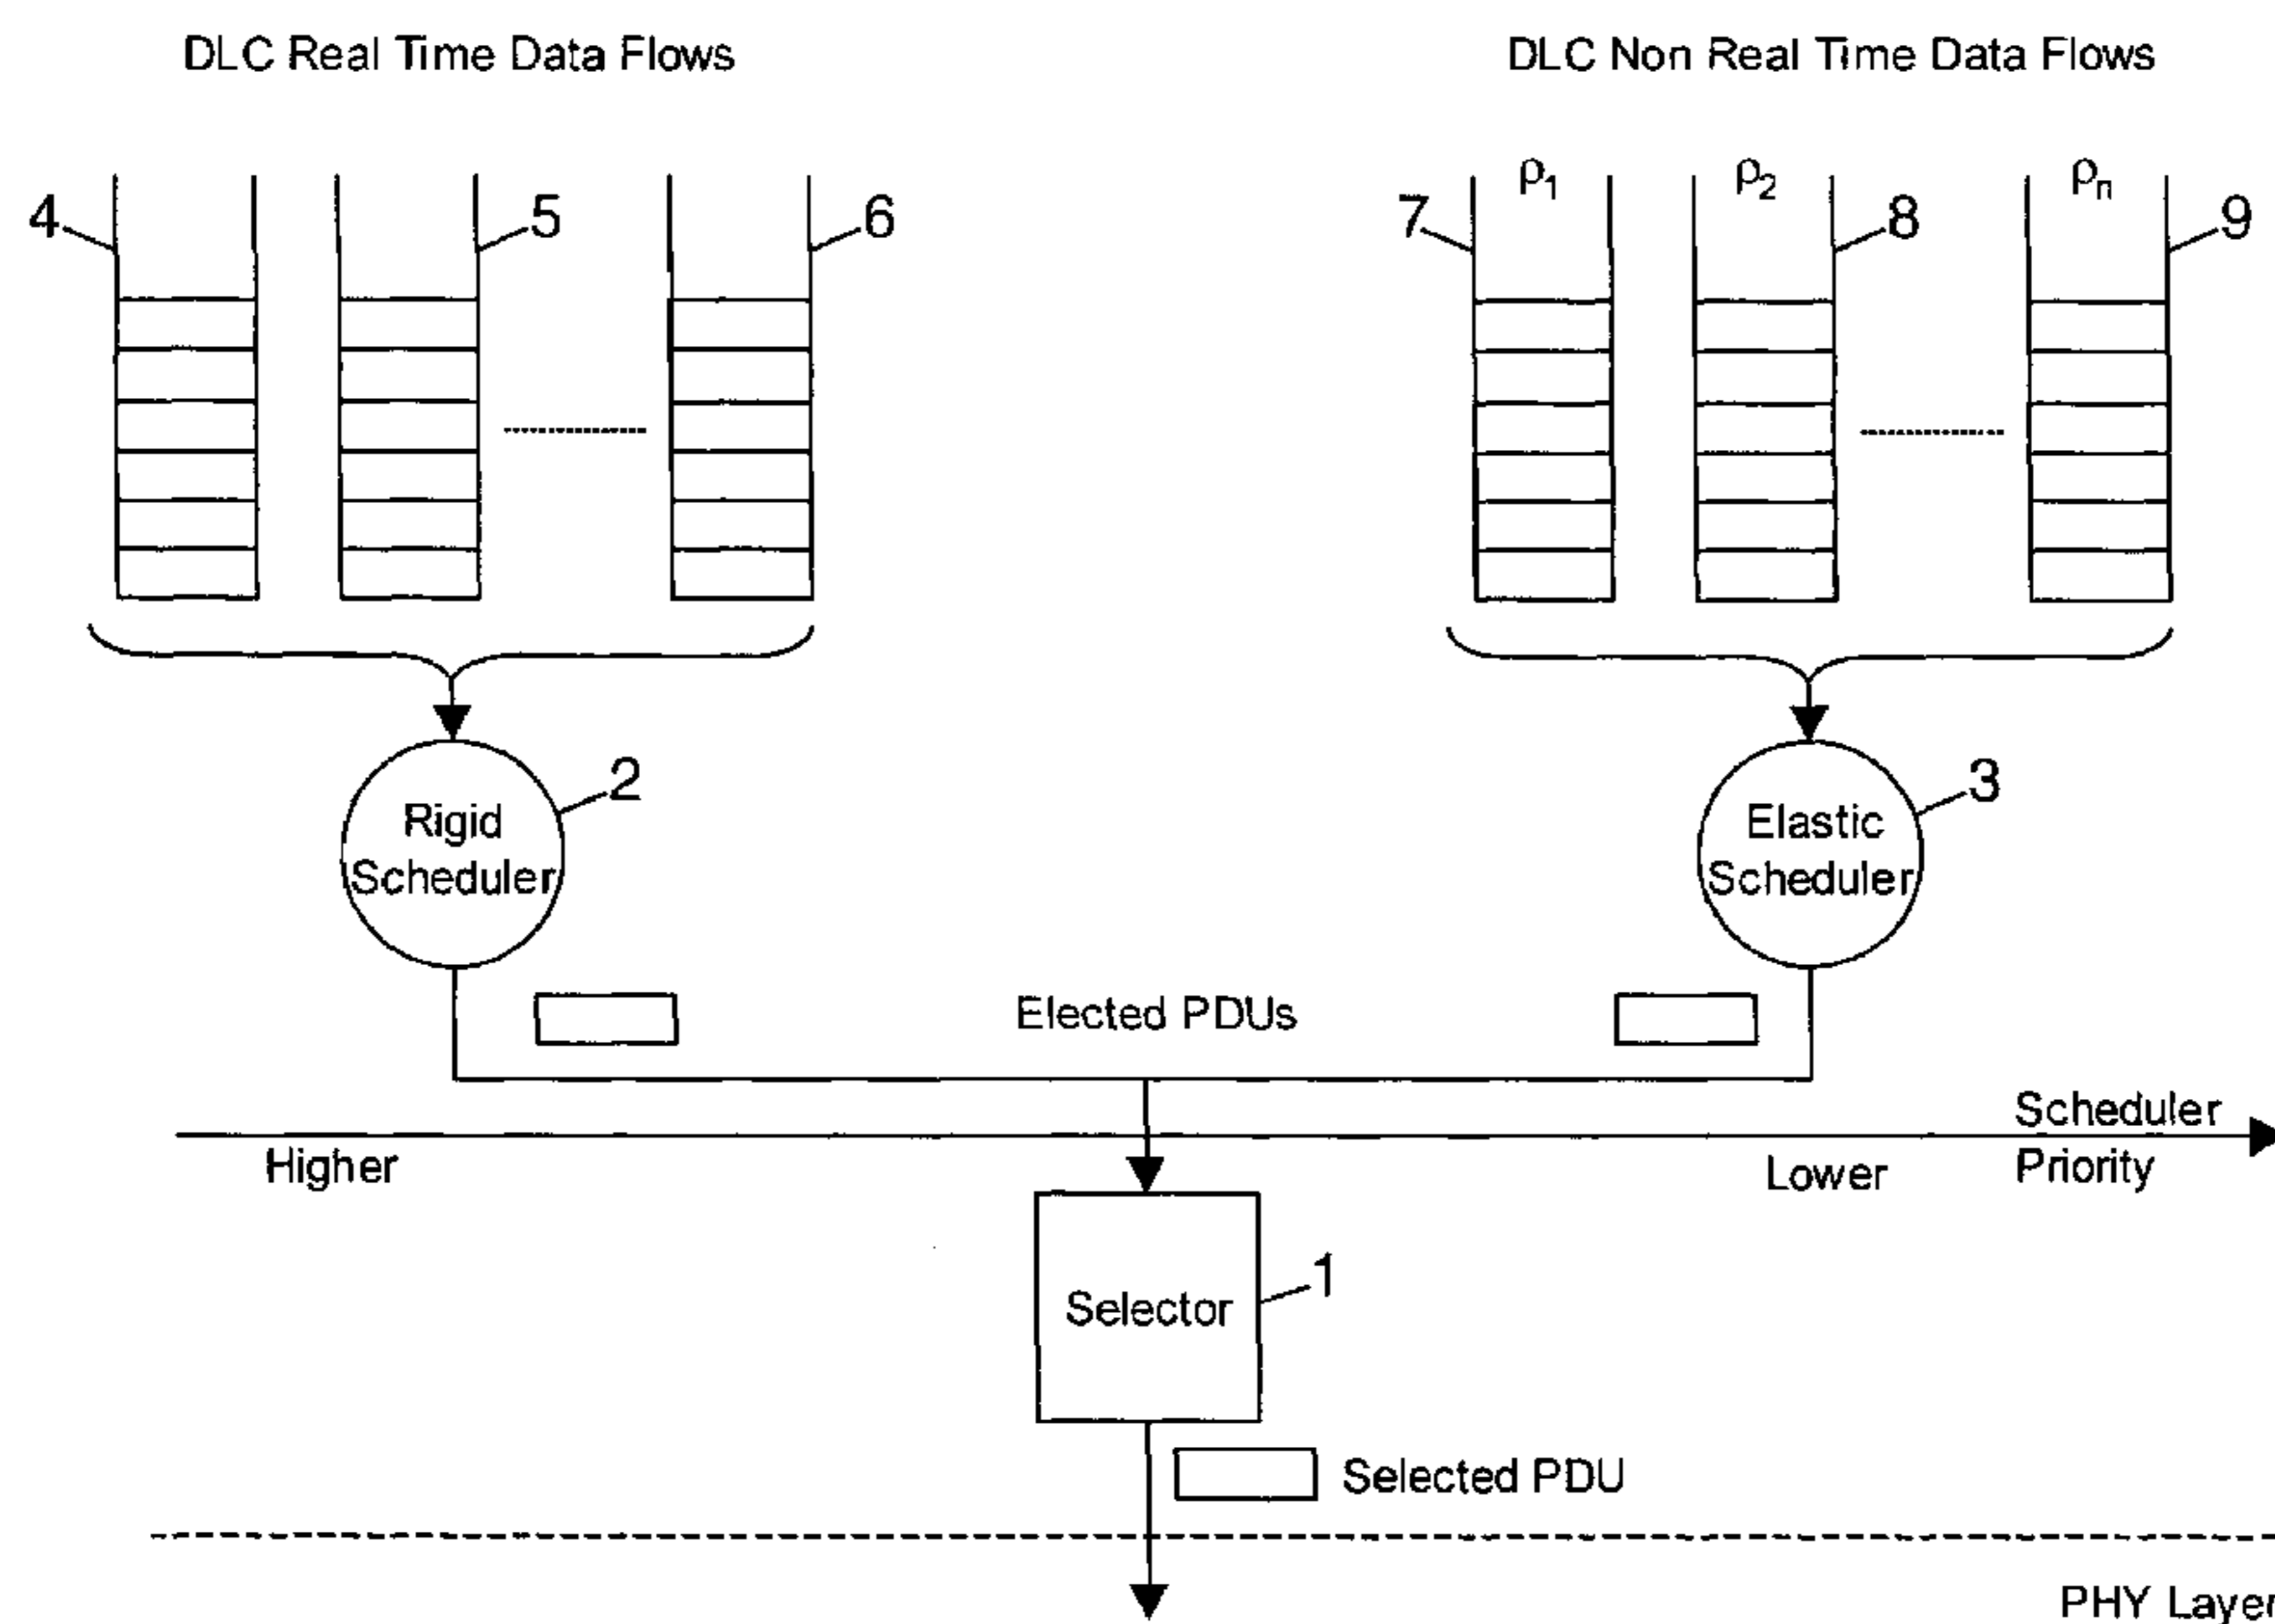 DLC Real Time Data Flows
DLC Non Real Time Data Flows
ρ1
ρ2
ρn
4
5
6
7
8
9
Rigid
Scheduler
2
Elastic
Scheduler
3
Elected PDUs
Scheduler
Priority
Higher
Lower
Selector
1
Selected PDU
PHY Layer